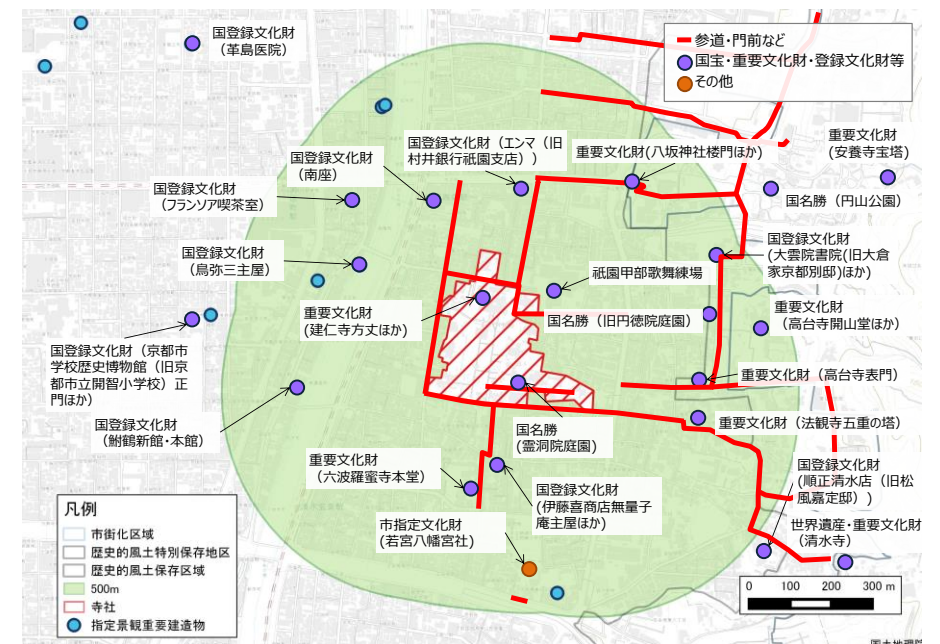 参道・門前など
国宝・重要文化財・登録文化財等
その他
国登録文化財
（革島医院）
国登録文化財（エンマ（旧
村井銀行祇園支店））
重要文化財(八坂神社楼門ほか)
重要文化財
(安養寺宝塔)
国登録文化財
（南座）
国登録文化財
（フランソア喫茶室）
国名勝（円山公園）
国登録文化財
(大雲院書院(旧大倉
家京都別邸)ほか)
国登録文化財
（鳥弥三主屋）
祇園甲部歌舞練場
重要文化財
(建仁寺方丈ほか)
国名勝（旧円徳院庭園）
重要文化財
（高台寺開山堂ほか）
国登録文化財（京都市
学校歴史博物館（旧京
都市立開智小学校）正
門ほか）
重要文化財（高台寺表門）
国登録文化財
（鮒鶴新館・本館）
国名勝
（霊洞院庭園）
重要文化財（法観寺五重の塔）
重要文化財
（六波羅蜜寺本堂）
国登録文化財
(伊藤喜商店無量子
庵主屋ほか)
国登録文化財
（順正清水店（旧松
風嘉定邸））
市指定文化財
(若宮八幡宮社)
世界遺産・重要文化財
（清水寺）
凡例
市街化区域
歴史的風土特別保存地区
歴史的風土保存区域
500m
寺社
指定景観重要建造物
0 100 200 300 m
国土地理院